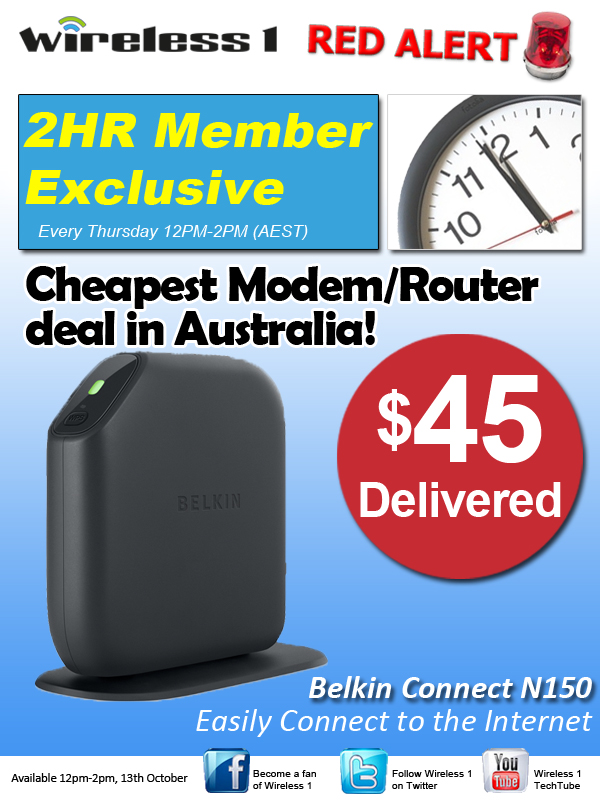 wireless 1
RED ALERT
2HR Member
Exclusive
Every Thursday 12PM-2PM (AEST)
12
1
11
10
Cheapest Modem/Router
deal in Australia!
$45
Delivered
BELKIN
Belkin Connect N150
Easily Connect to the Internet
Available 12pm-2pm, 13th October
Become a fan
of Wireless 1
Follow Wireless 1
on Twitter
You
Tube
Wireless 1
TechTube